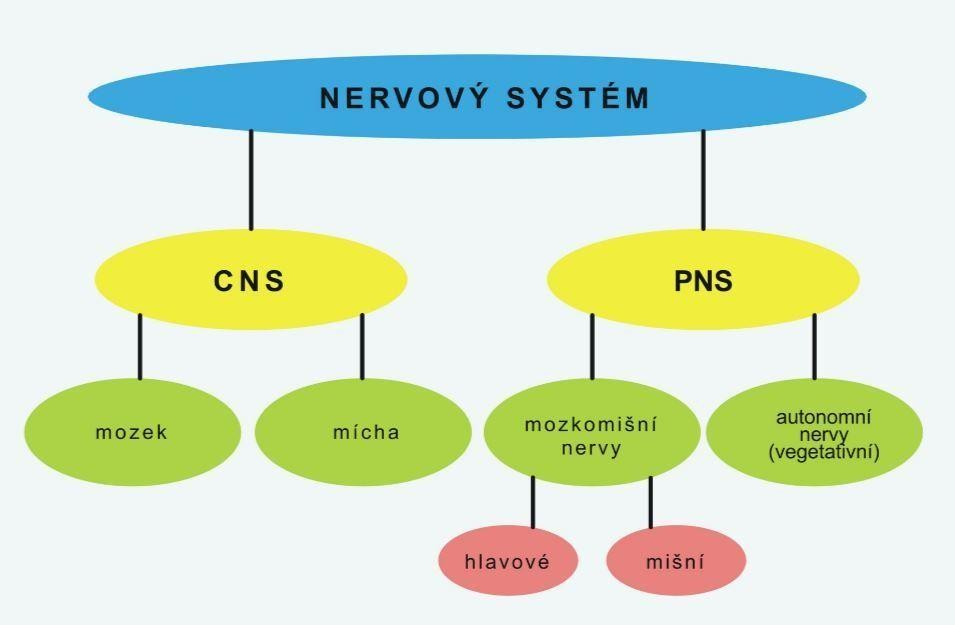 NERVOVÝ SYSTÉM
CNS
PNS
mozek
mícha
mozkomišní
nervy
autonomní
nervy
(vegetativní)
hlavové
mišní